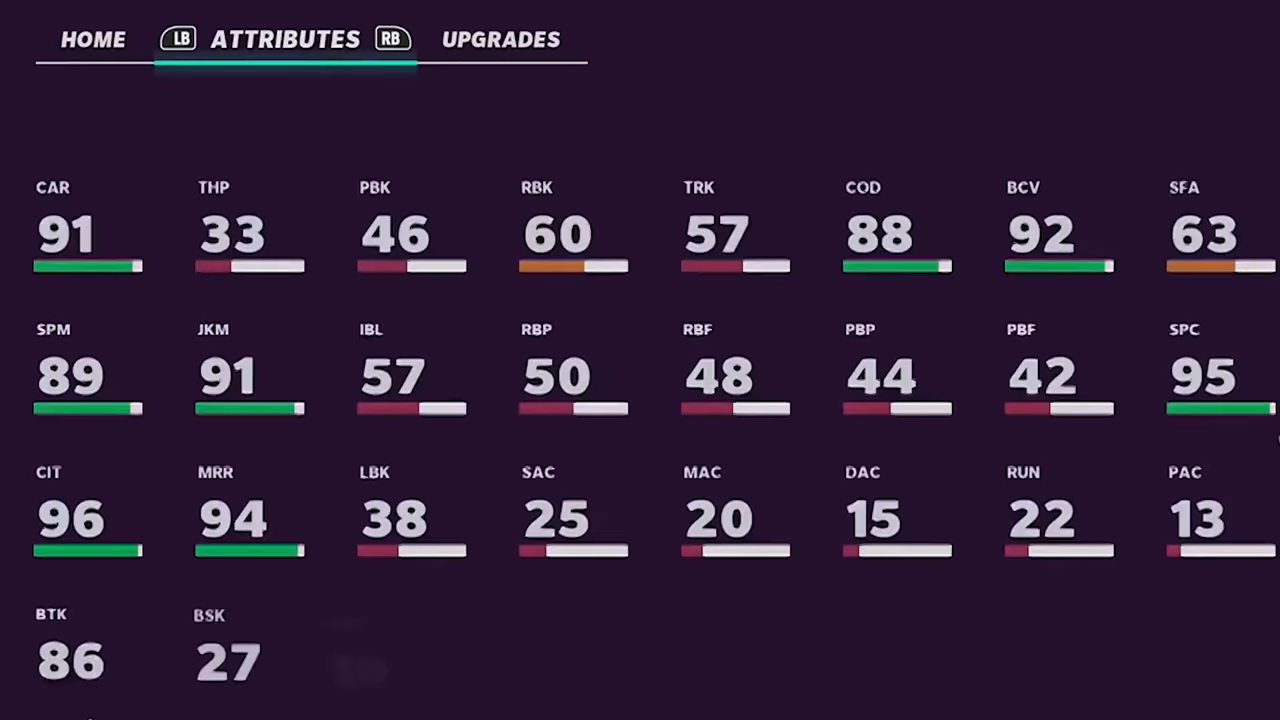 HOME LB ATTRIBUTES RB UPGRADES
CAR THP PBK RBK TRK COD BCV SFA
91 33 46 60 57 88 92 63
SPM JKM IBL RBP RBF PBP PBF SPC
89 91 57 50 48 44 42 95
CIT MRR LBK SAC MAC DAC RUN PAC
96 94 38 25 20 15 22 13
BTK BSK
86 27